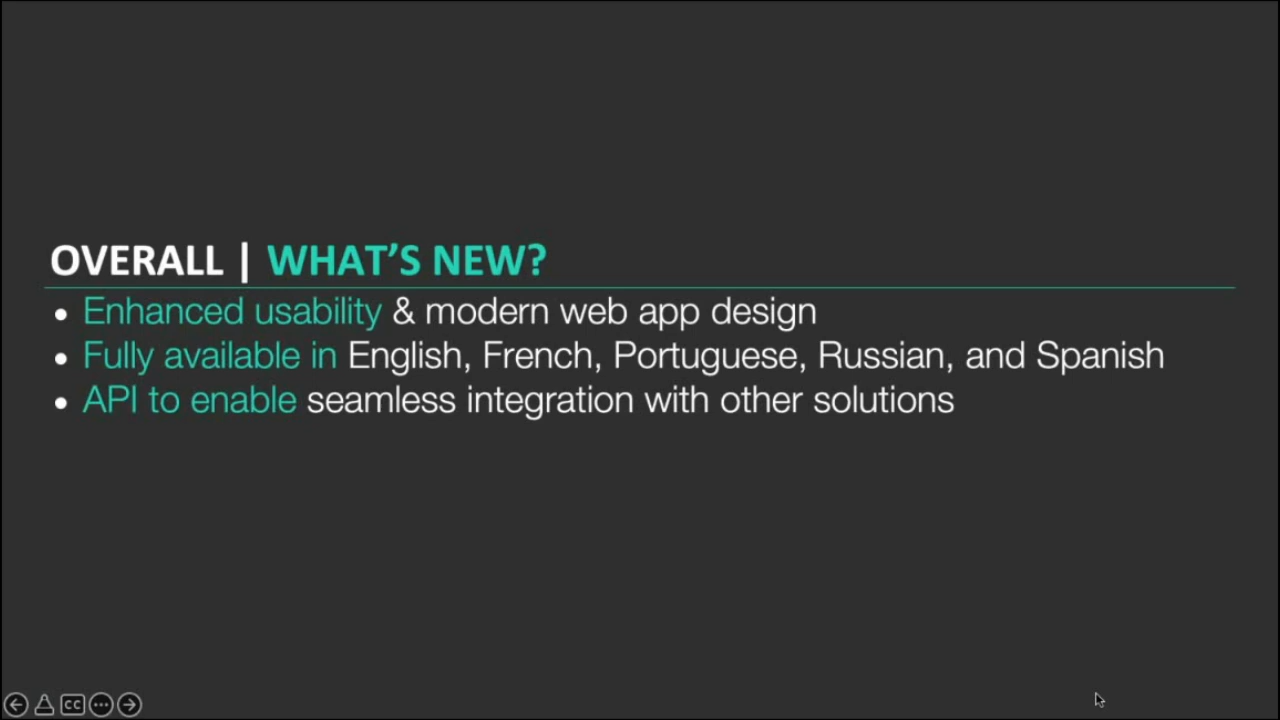 OVERALL | WHAT'S NEW?
• Enhanced usability & modern web app design
• Fully available in English, French, Portuguese, Russian, and Spanish
• API to enable seamless integration with other solutions
CC